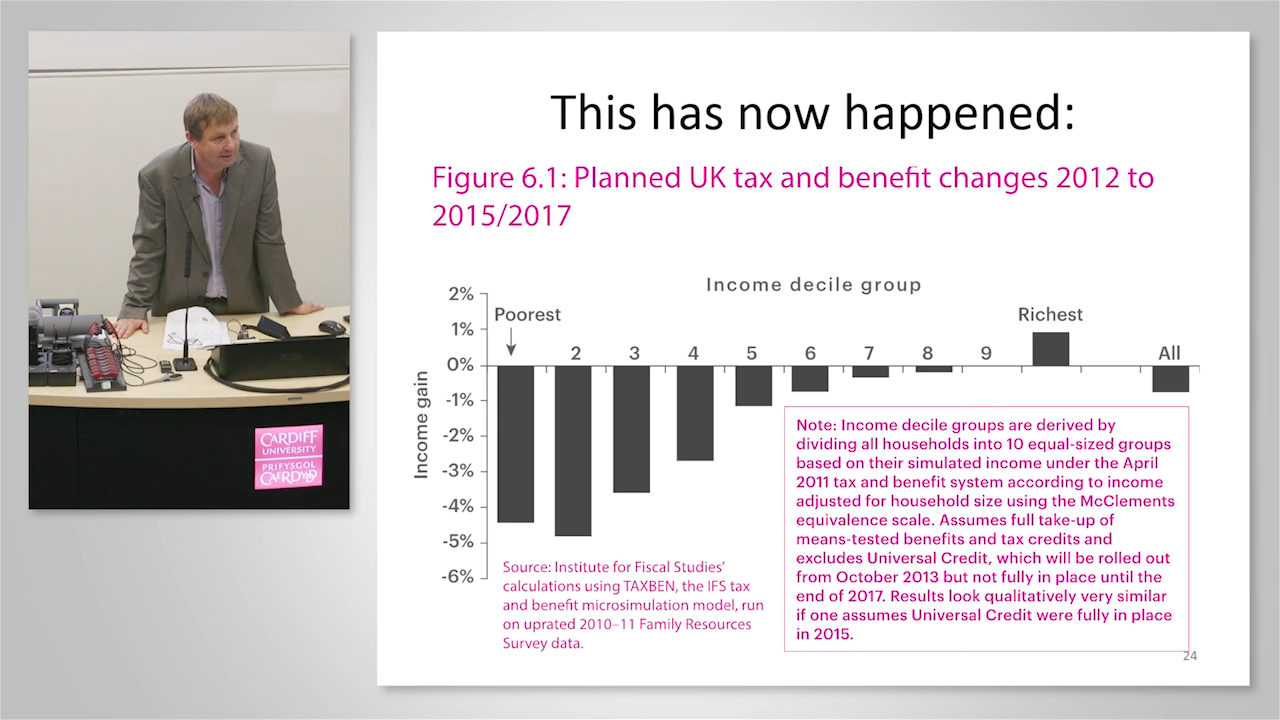 This has now happened:
Figure 6.1: Planned UK tax and benefit changes 2012 to
2015/2017
Income decile group
2%
1%
0%
-1%
-2%
-3%
-4%
-5%
-6%
Income gain
Poorest
2
3
4
5
6
7
8
9
Richest
All
Note: Income decile groups are derived by
dividing all households into 10 equal-sized groups
based on their simulated income under the April
2011 tax and benefit system according to income
adjusted for household size using the McClements
equivalence scale. Assumes full take-up of
means-tested benefits and tax credits and
excludes Universal Credit, which will be rolled out
from October 2013 but not fully in place until the
end of 2017. Results look qualitatively very similar
if one assumes Universal Credit were fully in place
in 2015.
Source: Institute for Fiscal Studies’
calculations using TAXBEN, the IFS tax
and benefit microsimulation model, run
on uprated 2010–11 Family Resources
Survey data.
24
CARDIFF
UNIVERSITY
PRIFYSGOL
CAERDYDD